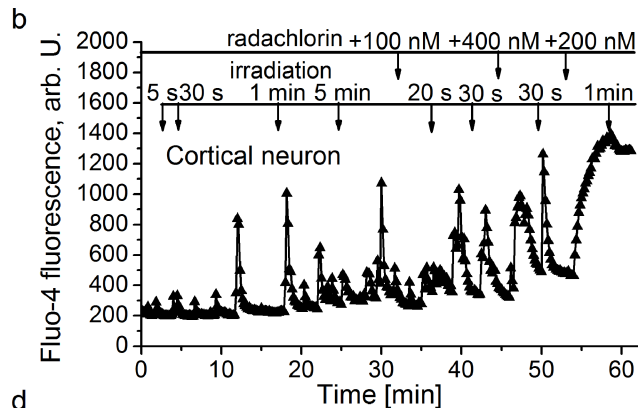 b
2000
radachlorin +100 nM +400 nM +200 nM
1800
irradiation
1600
5 s 30 s 1 min 5 min 20 s 30 s 30 s 1min
1400
Cortical neuron
1200
1000
800
600
400
200
0
Fluo-4 fluorescence, arb. U.
0 10 20 30 40 50 60
Time [min]
d